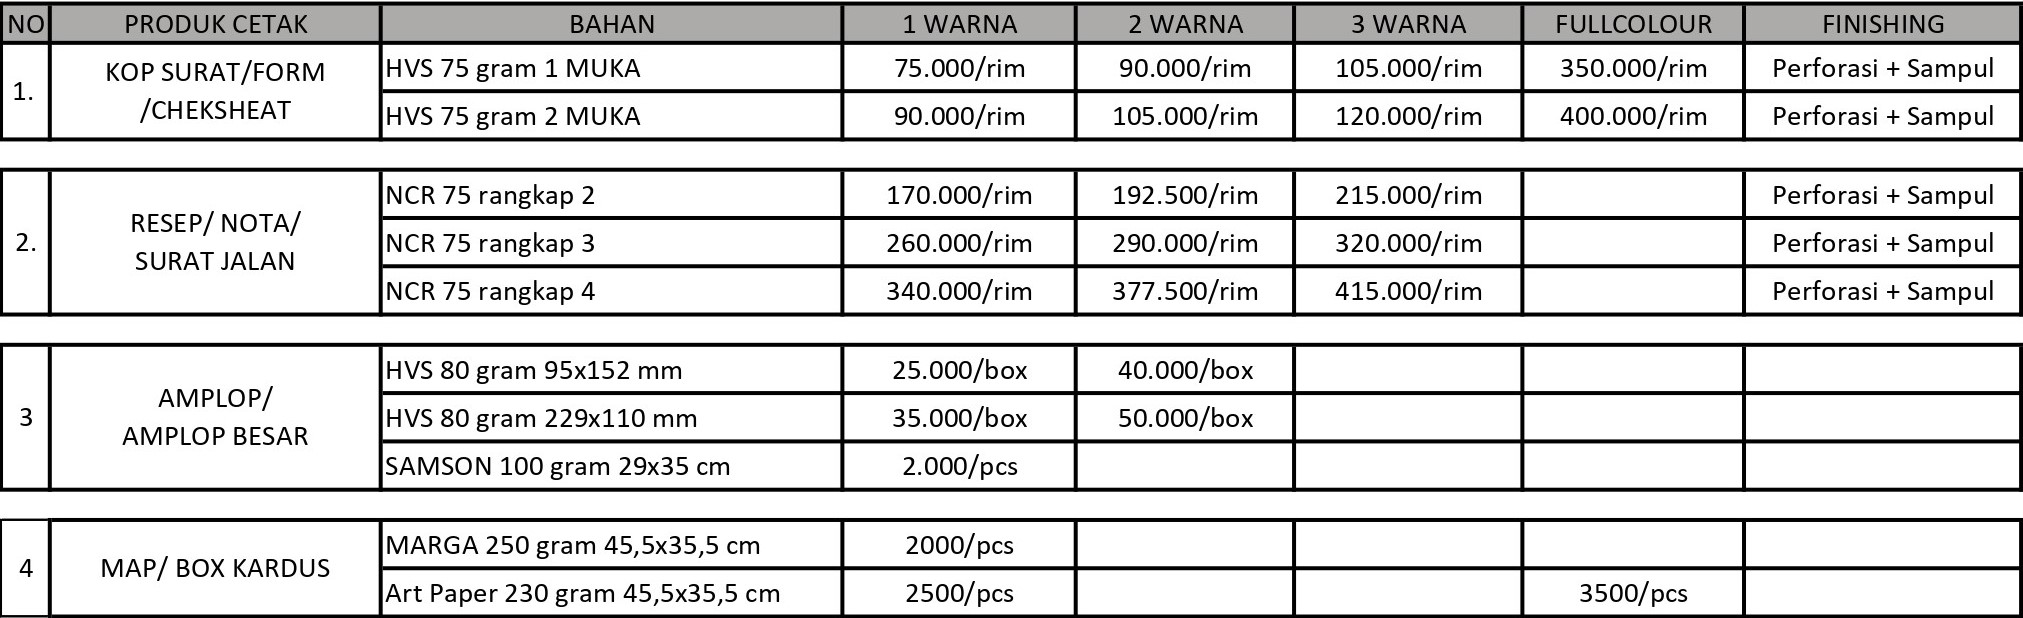 NO PRODUK CETAK BAHAN 1 WARNA 2 WARNA 3 WARNA FULLCOLOUR FINISHING
1. KOP SURAT/FORM /CHEKSHEAT HVS 75 gram 1 MUKA 75.000/rim 90.000/rim 105.000/rim 350.000/rim Perforasi + Sampul
HVS 75 gram 2 MUKA 90.000/rim 105.000/rim 120.000/rim 400.000/rim Perforasi + Sampul
2. RESEP/ NOTA/ SURAT JALAN NCR 75 rangkap 2 170.000/rim 192.500/rim 215.000/rim Perforasi + Sampul
NCR 75 rangkap 3 260.000/rim 290.000/rim 320.000/rim Perforasi + Sampul
NCR 75 rangkap 4 340.000/rim 377.500/rim 415.000/rim Perforasi + Sampul
3 AMPLOP/ AMPLOP BESAR HVS 80 gram 95x152 mm 25.000/box 40.000/box
HVS 80 gram 229x110 mm 35.000/box 50.000/box
SAMSON 100 gram 29x35 cm 2.000/pcs
4 MAP/ BOX KARDUS MARGA 250 gram 45,5x35,5 cm 2000/pcs
Art Paper 230 gram 45,5x35,5 cm 2500/pcs 3500/pcs